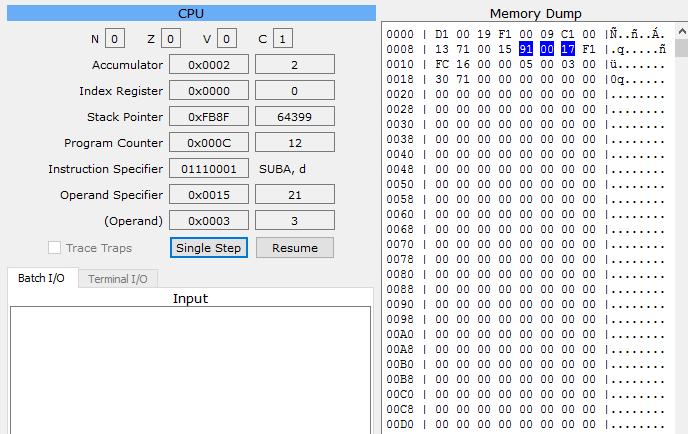 CPU
N 0 Z 0 V 0 C 1
Accumulator 0x0002 2
Index Register 0x0000 0
Stack Pointer 0xFB8F 64399
Program Counter 0x000C 12
Instruction Specifier 01110001 SUBA, d
Operand Specifier 0x0015 21
(Operand) 0x0003 3
Trace Traps Single Step Resume
Batch I/O Terminal I/O
Input
Memory Dump
0000 | D1 00 19 F1 00 09 C1 00 |Ñ..ñ..Á.
0008 | 13 71 00 15 91 00 17 F1 |.q.....ñ
0010 | FC 16 00 00 05 00 03 00 |ü.......
0018 | 30 71 00 00 00 00 00 00 |0q......
0020 | 00 00 00 00 00 00 00 00 |........
0028 | 00 00 00 00 00 00 00 00 |........
0030 | 00 00 00 00 00 00 00 00 |........
0038 | 00 00 00 00 00 00 00 00 |........
0040 | 00 00 00 00 00 00 00 00 |........
0048 | 00 00 00 00 00 00 00 00 |........
0050 | 00 00 00 00 00 00 00 00 |........
0058 | 00 00 00 00 00 00 00 00 |........
0060 | 00 00 00 00 00 00 00 00 |........
0068 | 00 00 00 00 00 00 00 00 |........
0070 | 00 00 00 00 00 00 00 00 |........
0078 | 00 00 00 00 00 00 00 00 |........
0080 | 00 00 00 00 00 00 00 00 |........
0088 | 00 00 00 00 00 00 00 00 |........
0090 | 00 00 00 00 00 00 00 00 |........
0098 | 00 00 00 00 00 00 00 00 |........
00A0 | 00 00 00 00 00 00 00 00 |........
00A8 | 00 00 00 00 00 00 00 00 |........
00B0 | 00 00 00 00 00 00 00 00 |........
00B8 | 00 00 00 00 00 00 00 00 |........
00C0 | 00 00 00 00 00 00 00 00 |........
00C8 | 00 00 00 00 00 00 00 00 |........
00D0 | 00 00 00 00 00 00 00 00 |........